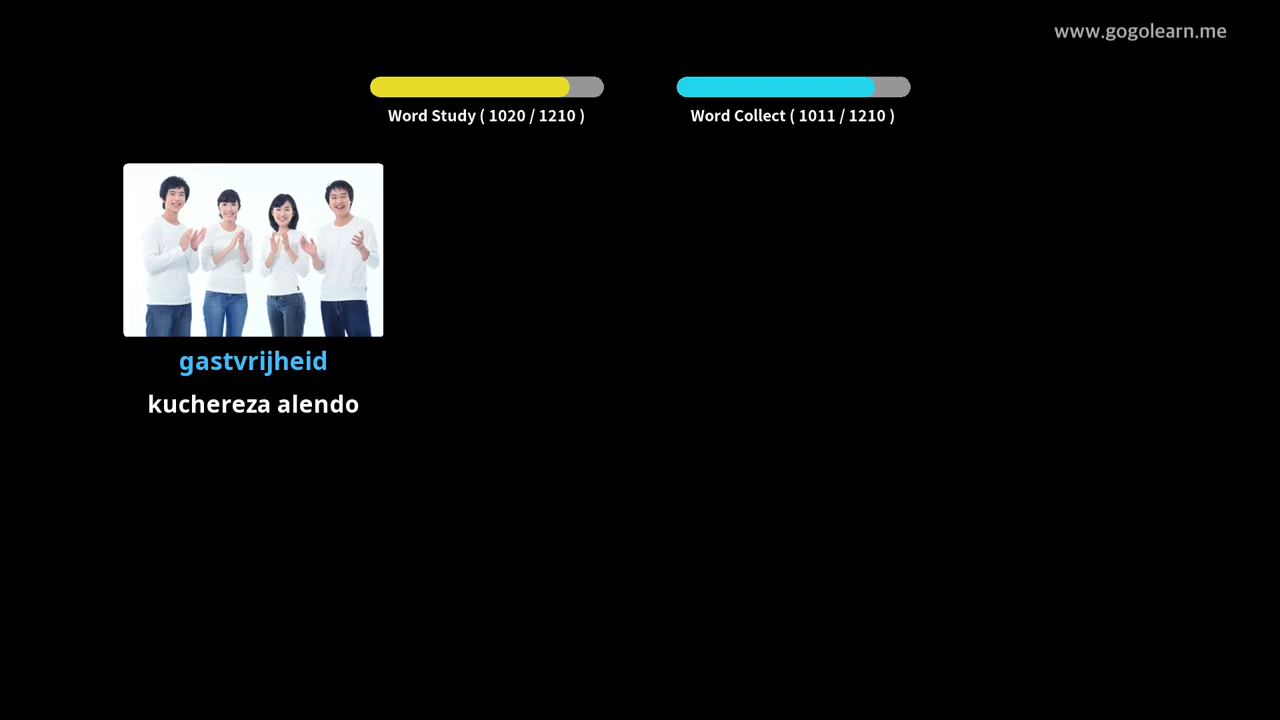 www.gogolearn.me
Word Study ( 1020 / 1210 )
Word Collect ( 1011 / 1210 )
gastvrijheid
kuchereza alendo